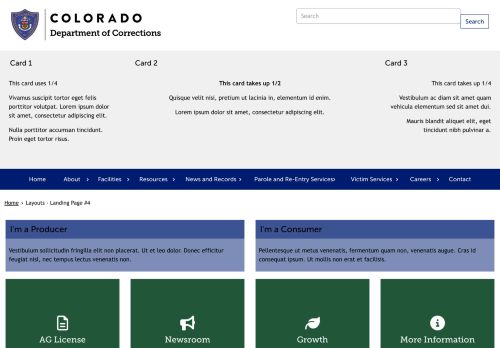 COLORADO
Department of Corrections
Search
Search
Card 1
This card uses 1/4
Vivamus suscipit tortor eget felis
porttitor volutpat. Lorem ipsum dolor
sit amet, consectetur adipiscing elit.
Nulla porttitor accumsan tincidunt.
Proin eget tortor risus.
Card 2
This card takes up 1/2
Quisque velit nisi, pretium ut lacinia in, elementum id enim.
Lorem ipsum dolor sit amet, consectetur adipiscing elit.
Card 3
This card takes up 1/4
Vestibulum ac diam sit amet quam
vehicula elementum sed sit amet dui.
Mauris blandit aliquet elit, eget
tincidunt nibh pulvinar a.
Home About Facilities Resources News and Records Parole and Re-Entry Services Victim Services Careers Contact
Home › Layouts - Landing Page #4
I'm a Producer
Vestibulum sollicitudin fringilla elit non placerat. Ut et leo dolor. Donec efficitur
feugiat nisl, nec tempus lectus venenatis non.
I'm a Consumer
Pellentesque ut metus venenatis, fermentum quam non, venenatis augue. Cras id
consequat ipsum. Ut mollis non erat et facilisis.
AG License
Newsroom
Growth
More Information